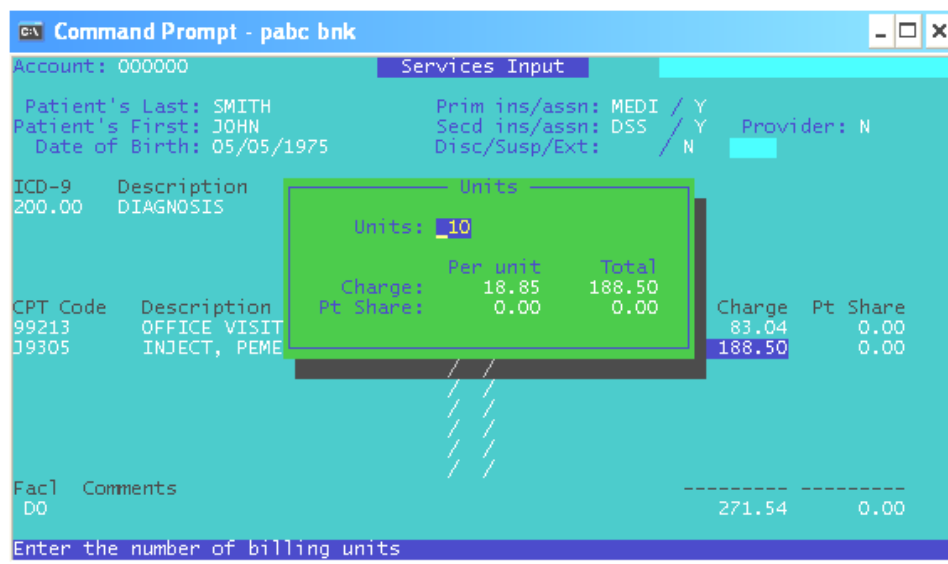 Command Prompt - pabc bnk
Account: 000000 Services Input
Patient's Last: SMITH Prim ins/assn: MEDI / Y
Patient's First: JOHN Secd ins/assn: DSS / Y Provider: N
Date of Birth: 05/05/1975 Disc/Susp/Ext: / N
Units
ICD-9 Description
200.00 DIAGNOSIS
Units: _10
Per unit Total
Charge: 18.85 188.50
Pt Share: 0.00 0.00
CPT Code Description Charge Pt Share
99213 OFFICE VISIT 83.04 0.00
J9305 INJECT, PEME 188.50 0.00
/ /
/ /
/ /
/ /
/ /
/ /
Facl Comments --------- ---------
DO 271.54 0.00
Enter the number of billing units